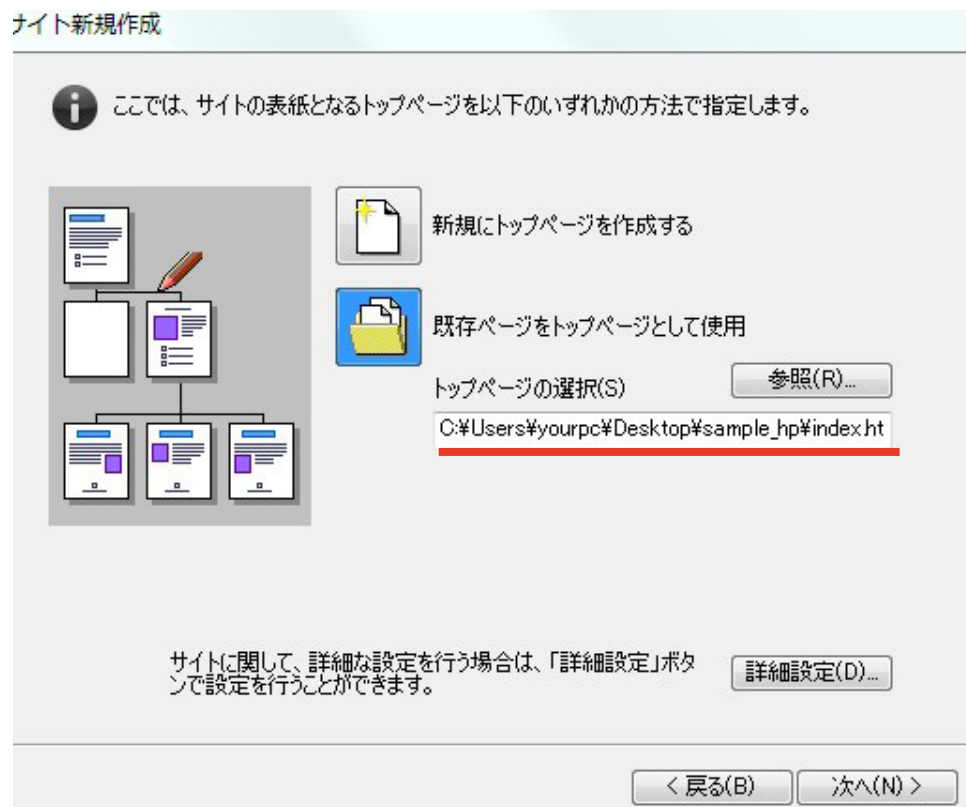 サイト新規作成
ここでは、サイトの表紙となるトップページを以下のいずれかの方法で指定します。
新規にトップページを作成する
既存ページをトップページとして使用
トップページの選択(S)
参照(R)...
C:¥Users¥yourpc¥Desktop¥sample_hp¥index.ht
サイトに関して、詳細な設定を行う場合は、「詳細設定」ボタ
ンで設定を行うことができます。
詳細設定(D)...
< 戻る(B)
次へ(N) >